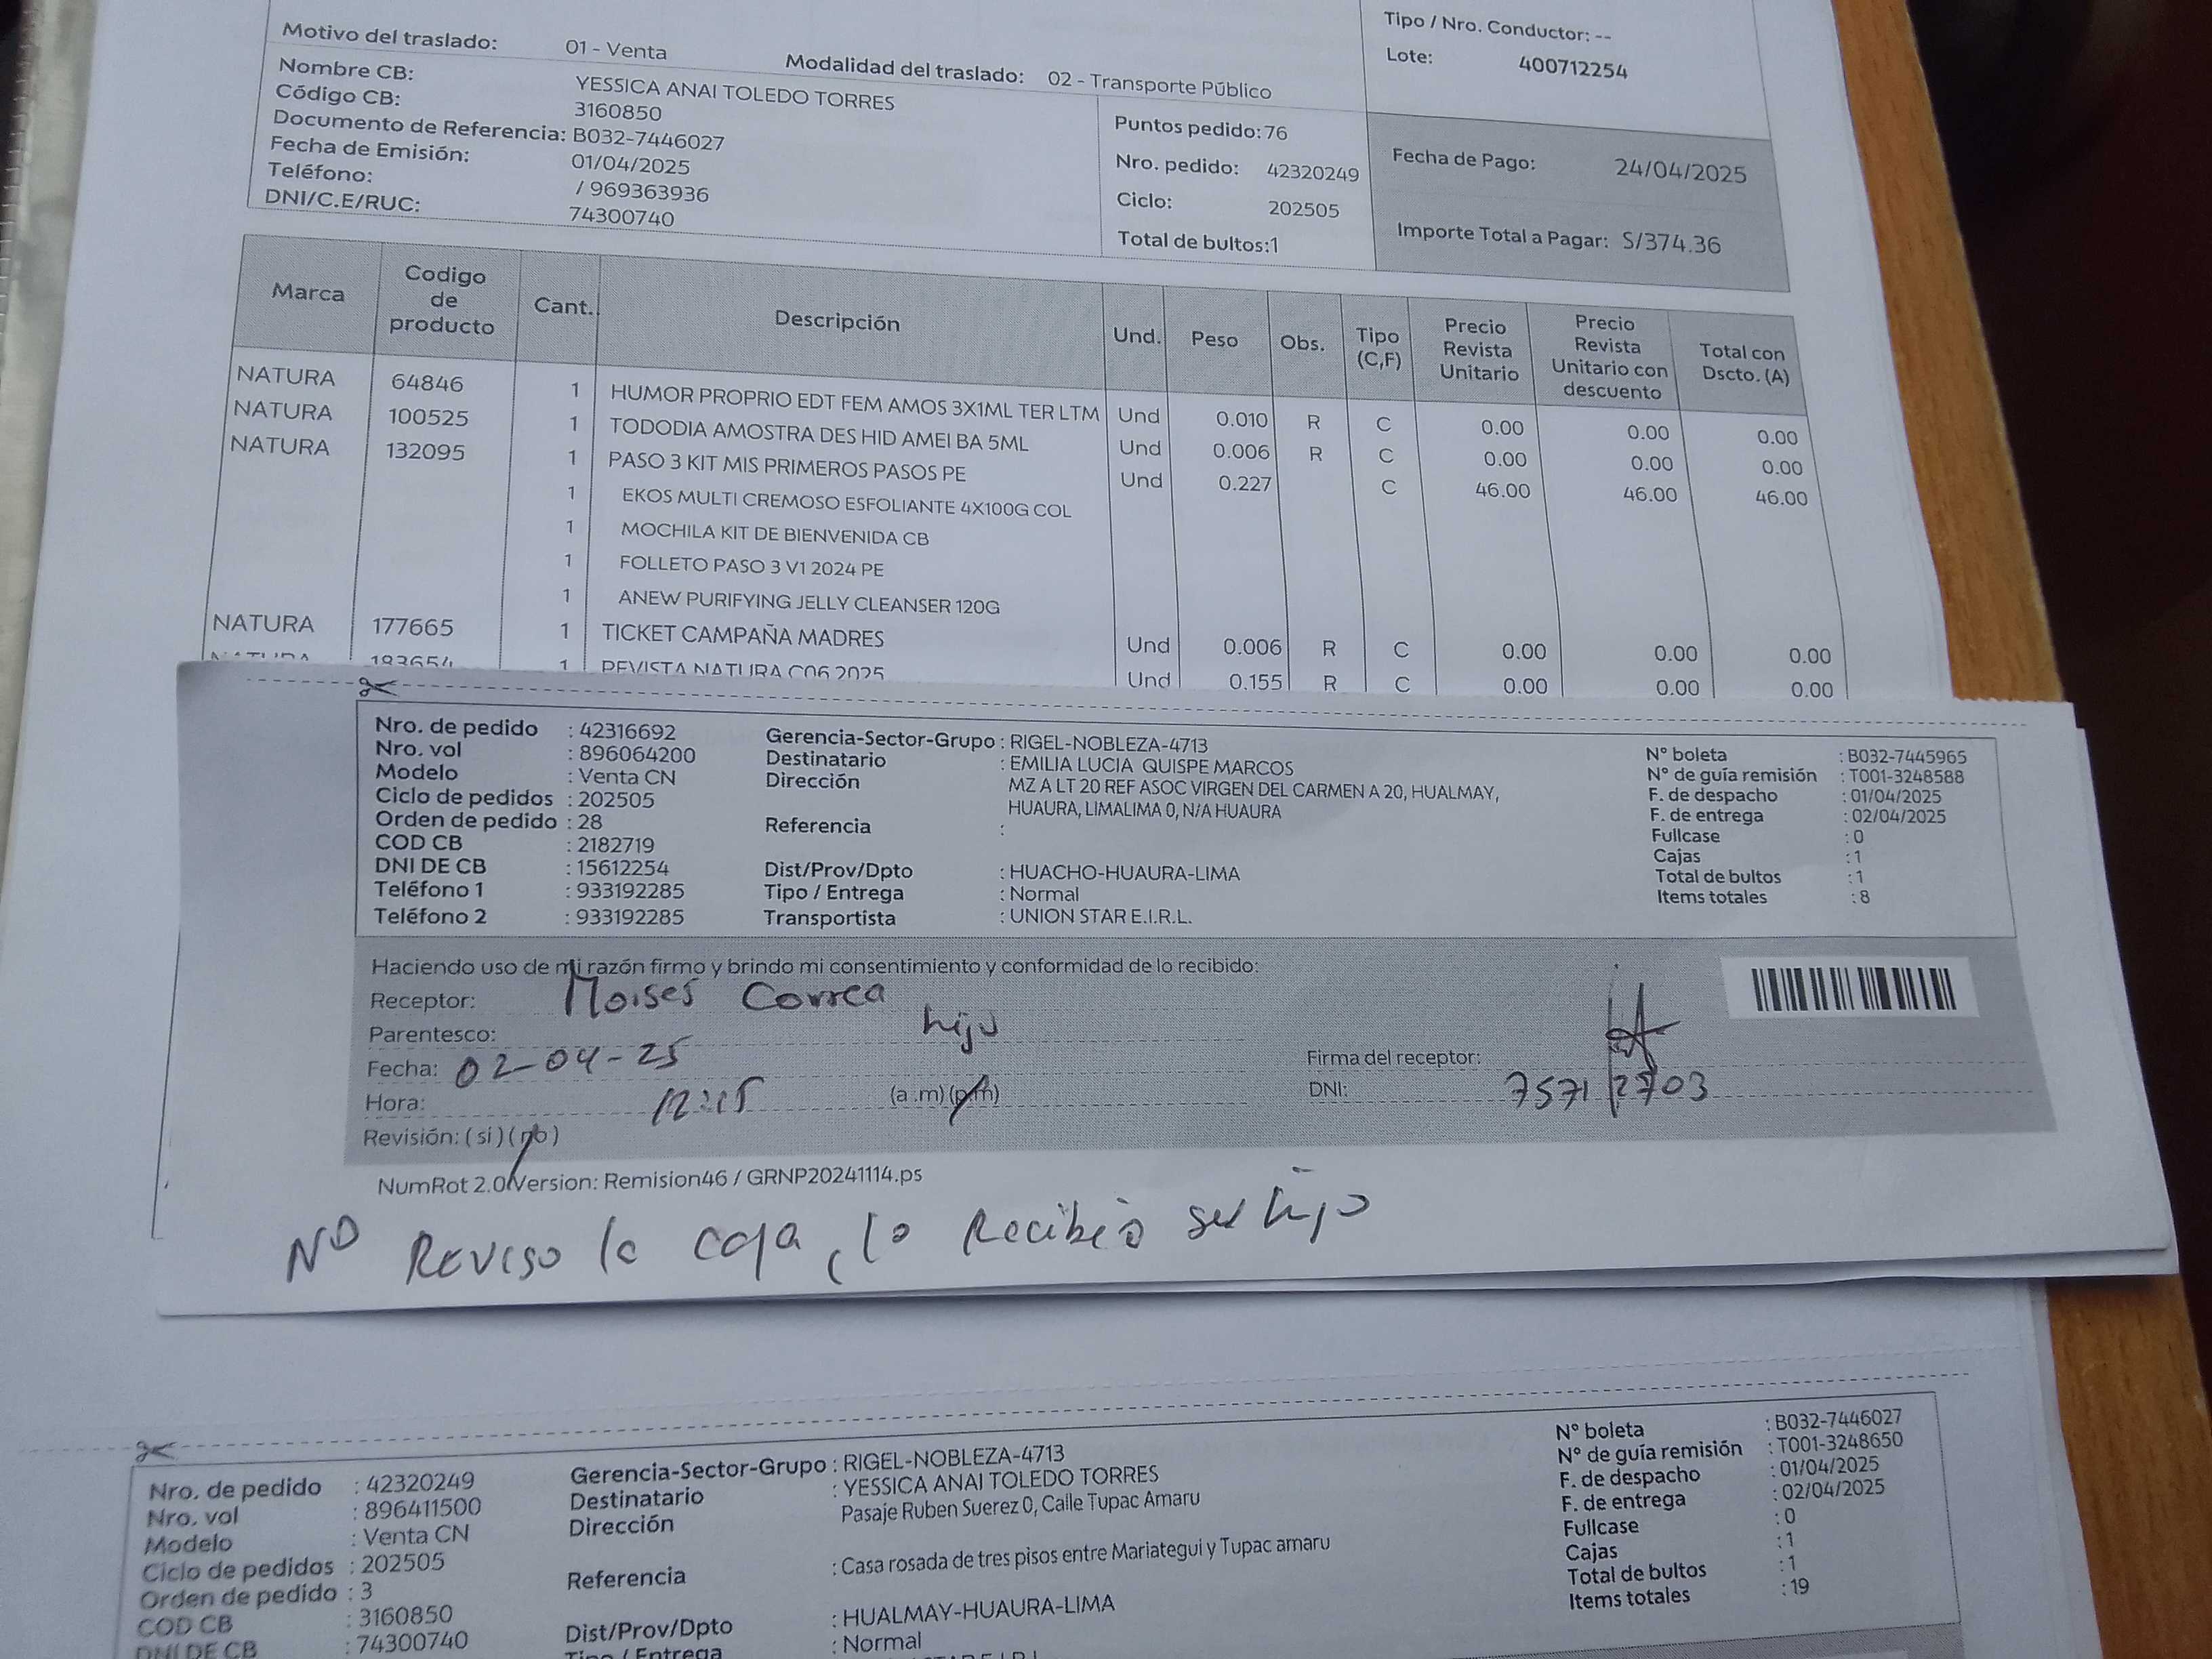 Motivo del traslado: 01 - Venta Modalidad del traslado: 02 - Transporte Público
Tipo / Nro. Conductor: --
Lote: 400712254
Nombre CB: YESSICA ANAI TOLEDO TORRES
Código CB: 3160850
Documento de Referencia: B032-7446027
Fecha de Emisión: 01/04/2025
Teléfono: / 969363936
DNI/C.E/RUC: 74300740
Puntos pedido: 76
Nro. pedido: 42320249
Ciclo: 202505
Total de bultos: 1
Fecha de Pago: 24/04/2025
Importe Total a Pagar: S/374.36
Marca Codigo de producto Cant. Descripción Und. Peso Obs. Tipo (C,F) Precio Revista Unitario Precio Revista Unitario con descuento Total con Dscto. (A)
NATURA 64846 1 HUMOR PROPRIO EDT FEM AMOS 3X1ML TER LTM Und 0.010 R C 0.00 0.00 0.00
NATURA 100525 1 TODODIA AMOSTRA DES HID AMEI BA 5ML Und 0.006 R C 0.00 0.00 0.00
NATURA 132095 1 PASO 3 KIT MIS PRIMEROS PASOS PE Und 0.227 C 46.00 46.00 46.00
1 EKOS MULTI CREMOSO ESFOLIANTE 4X100G COL
1 MOCHILA KIT DE BIENVENIDA CB
1 FOLLETO PASO 3 V1 2024 PE
1 ANEW PURIFYING JELLY CLEANSER 120G
NATURA 177665 1 TICKET CAMPAÑA MADRES Und 0.006 R C 0.00 0.00 0.00
NATURA 183654 1 REVISTA NATURA C06 2025 Und 0.155 R C 0.00 0.00 0.00
Nro. de pedido : 42316692
Nro. vol : 896064200
Modelo : Venta CN
Ciclo de pedidos : 202505
Orden de pedido : 28
COD CB : 2182719
DNI DE CB : 15612254
Teléfono 1 : 933192285
Teléfono 2 : 933192285
Gerencia-Sector-Grupo : RIGEL-NOBLEZA-4713
Destinatario : EMILIA LUCIA QUISPE MARCOS
Dirección MZ A LT 20 REF ASOC VIRGEN DEL CARMEN A 20, HUALMAY,
HUAURA, LIMALIMA 0, N/A HUAURA
Referencia :
Dist/Prov/Dpto : HUACHO-HUAURA-LIMA
Tipo / Entrega : Normal
Transportista : UNION STAR E.I.R.L.
N° boleta : B032-7445965
N° de guía remisión : T001-3248588
F. de despacho : 01/04/2025
F. de entrega : 02/04/2025
Fullcase : 0
Cajas : 1
Total de bultos : 1
Items totales : 8
Haciendo uso de mi razón firmo y brindo mi consentimiento y conformidad de lo recibido:
Receptor: Moises Correa
Parentesco: hijo
Fecha: 02-04-25
Hora: 12:15 (a.m) (p.m)
Revisión: (si) (no)
Firma del receptor:
DNI: 75712703
NumRot 2.0/Version: Remision46 / GRNP20241114.ps
NO Reviso la caja, lo Recibió su hijo
Nro. de pedido : 42320249
Nro. vol : 896411500
Modelo : Venta CN
Ciclo de pedidos : 202505
Orden de pedido : 3
COD CB : 3160850
DNI DE CB : 74300740
Gerencia-Sector-Grupo : RIGEL-NOBLEZA-4713
Destinatario : YESSICA ANAI TOLEDO TORRES
Dirección Pasaje Ruben Suerez 0, Calle Tupac Amaru
Referencia : Casa rosada de tres pisos entre Mariategui y Tupac amaru
Dist/Prov/Dpto : HUALMAY-HUAURA-LIMA
Tipo / Entrega : Normal
N° boleta : B032-7446027
N° de guía remisión : T001-3248650
F. de despacho : 01/04/2025
F. de entrega : 02/04/2025
Fullcase : 0
Cajas : 1
Total de bultos : 1
Items totales : 19